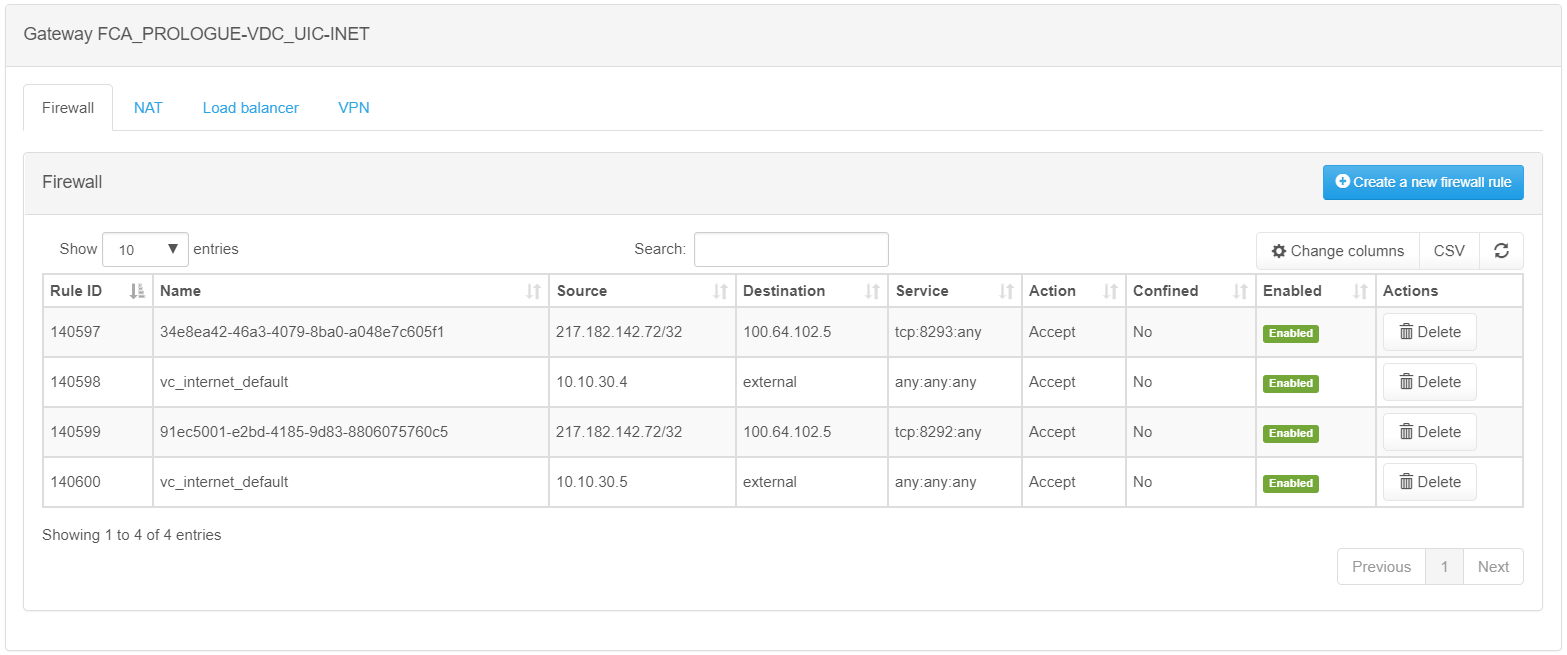 Gateway FCA_PROLOGUE-VDC_UIC-INET
Firewall NAT Load balancer VPN
Firewall Create a new firewall rule
Show 10 entries Search: Change columns CSV
Rule ID Name Source Destination Service Action Confined Enabled Actions
140597 34e8ea42-46a3-4079-8ba0-a048e7c605f1 217.182.142.72/32 100.64.102.5 tcp:8293:any Accept No Enabled Delete
140598 vc_internet_default 10.10.30.4 external any:any:any Accept No Enabled Delete
140599 91ec5001-e2bd-4185-9d83-8806075760c5 217.182.142.72/32 100.64.102.5 tcp:8292:any Accept No Enabled Delete
140600 vc_internet_default 10.10.30.5 external any:any:any Accept No Enabled Delete
Showing 1 to 4 of 4 entries
Previous 1 Next